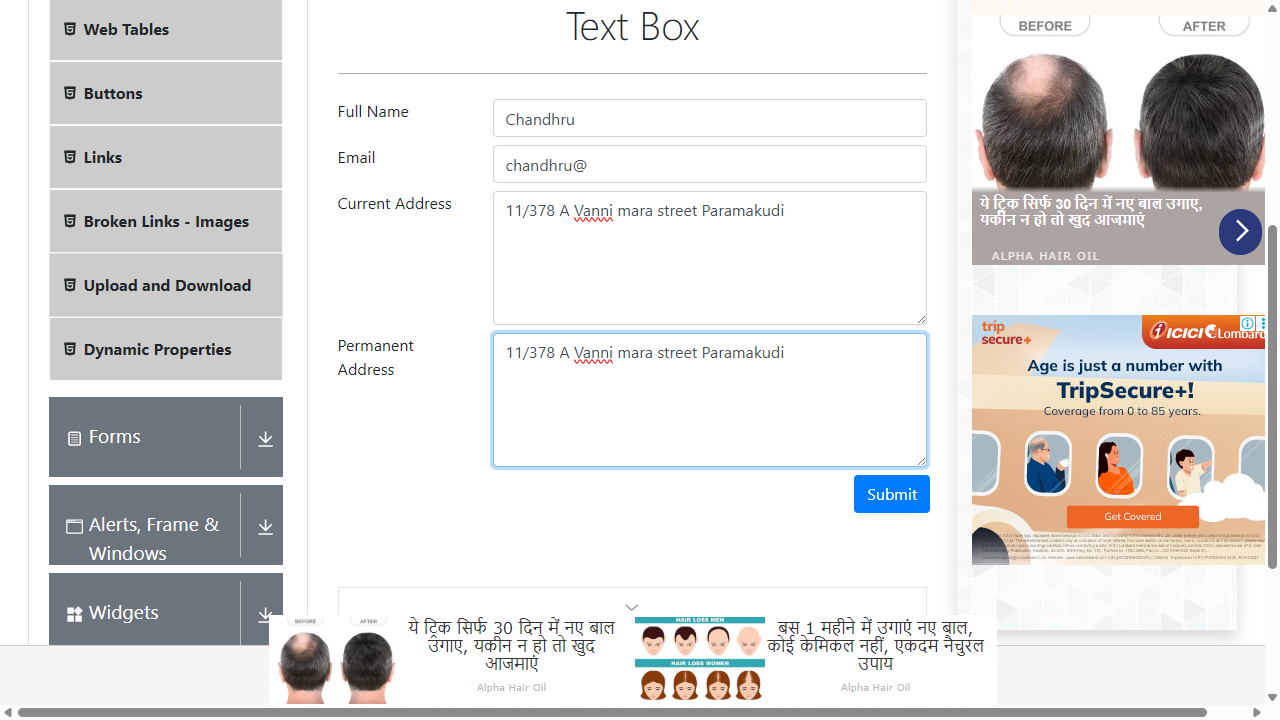 Web Tables
Buttons
Links
Broken Links - Images
Upload and Download
Dynamic Properties
Forms
Alerts, Frame &
Windows
Widgets
Text Box
Full Name
Chandhru
Email
chandhru@
Current Address
11/378 A Vanni mara street Paramakudi
Permanent
Address
11/378 A Vanni mara street Paramakudi
Submit
BEFORE
AFTER
ये ट्रिक सिर्फ 30 दिन में नए बाल उगाए,
यकीन न हो तो खुद आजमाएं
ALPHA HAIR OIL
trip
secure+
ICICI Lombard
Age is just a number with
TripSecure+!
Coverage from 0 to 85 years.
Get Covered
BEFORE
AFTER
ये ट्रिक सिर्फ 30 दिन में नए बाल
उगाए, यकीन न हो तो खुद
आजमाएं
Alpha Hair Oil
HAIR LOSS MEN
HAIR LOSS WOMEN
बस 1 महीने में उगाएं नए बाल,
कोई केमिकल नहीं, एकदम नैचुरल
उपाय
Alpha Hair Oil